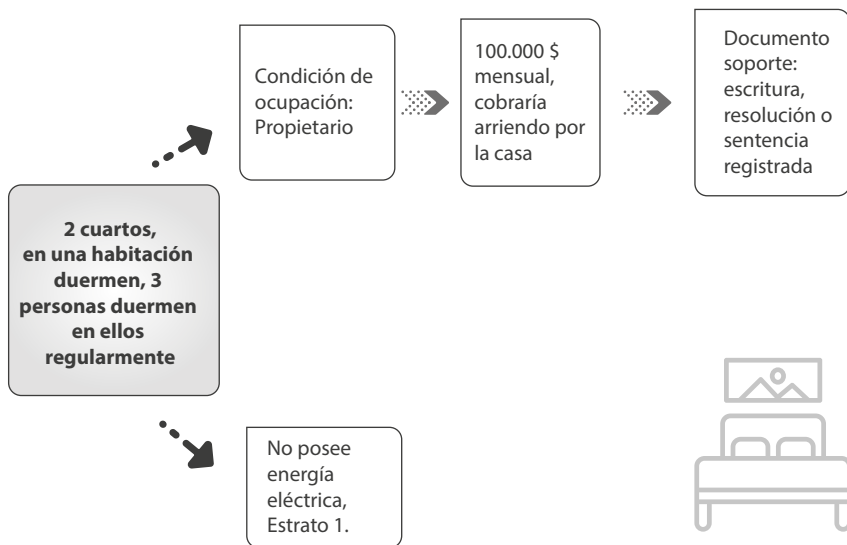 Condición de
ocupación:
Propietario
100.000 $
mensual,
cobraría
arriendo por
la casa
Documento
soporte:
escritura,
resolución o
sentencia
registrada
2 cuartos,
en una habitación
duermen, 3
personas duermen
en ellos
regularmente
No posee
energía
eléctrica,
Estrato 1.